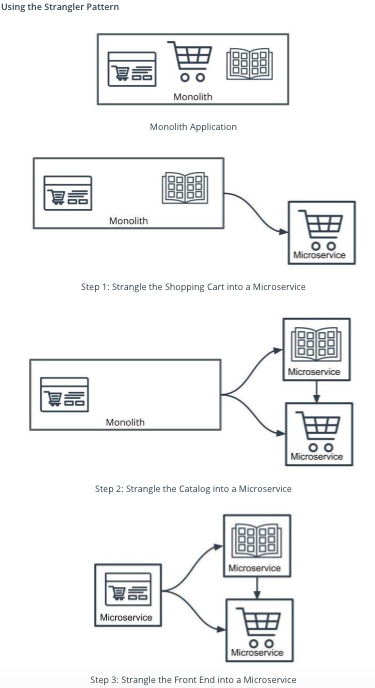 Using the Strangler Pattern
Monolith
Monolith Application
Monolith
Microservice
Step 1: Strangle the Shopping Cart into a Microservice
Microservice
Monolith
Microservice
Step 2: Strangle the Catalog into a Microservice
Microservice
Microservice
Microservice
Step 3: Strangle the Front End into a Microservice